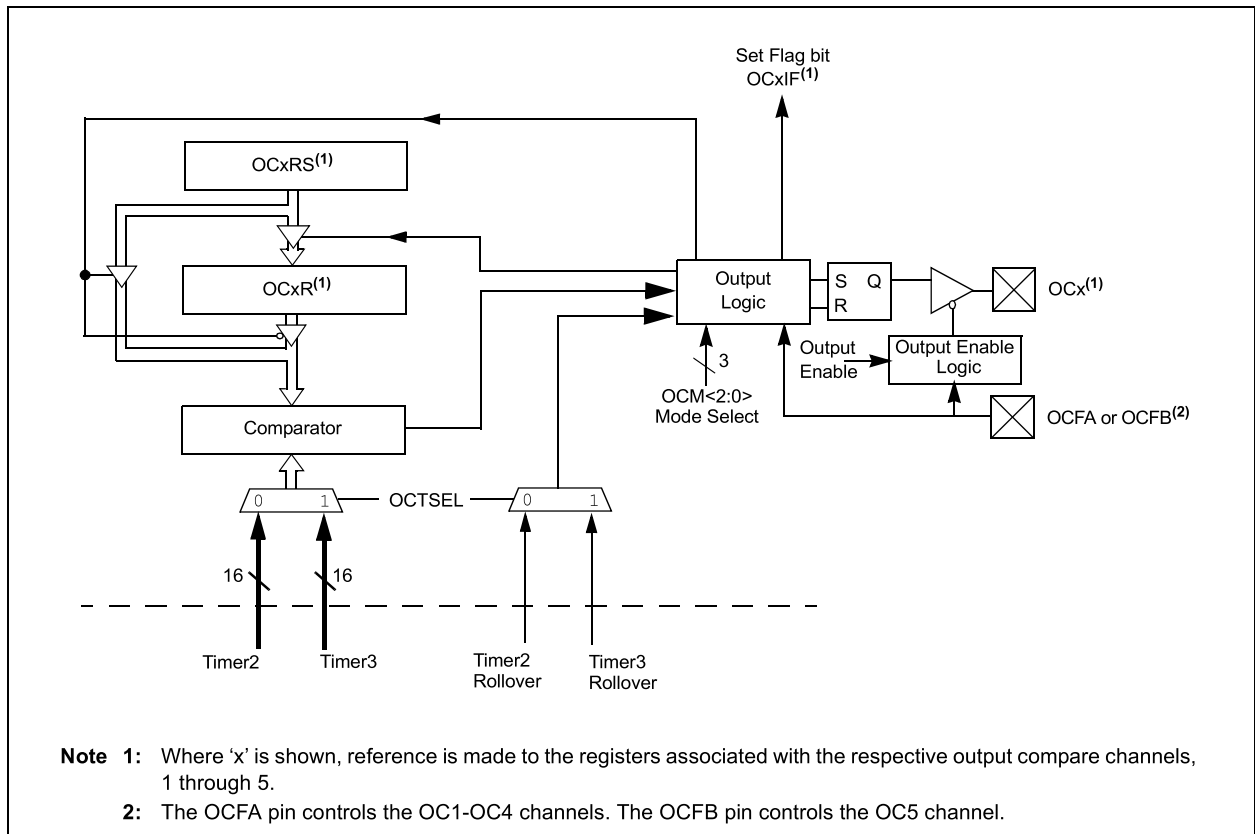 Set Flag bit
OCxIF(1)
OCxRS(1)
OCxR(1)
Output
Logic
S Q
R
OCx(1)
Output
Enable
Output Enable
Logic
3
OCM<2:0>
Mode Select
OCFA or OCFB(2)
Comparator
0 1
OCTSEL
0 1
16
16
Timer2
Timer3
Timer2
Rollover
Timer3
Rollover
Note 1: Where ‘x’ is shown, reference is made to the registers associated with the respective output compare channels,
1 through 5.
2: The OCFA pin controls the OC1-OC4 channels. The OCFB pin controls the OC5 channel.